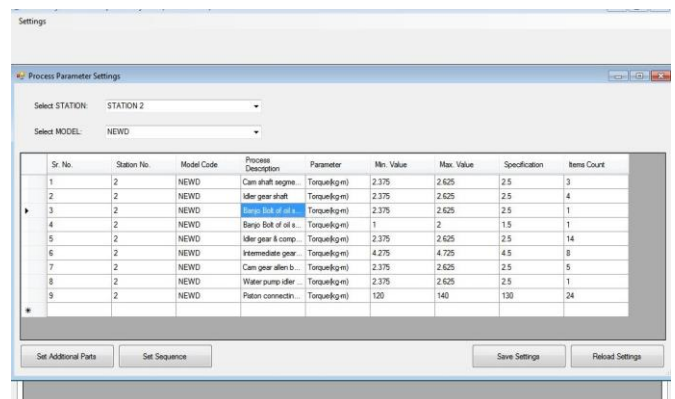 Settings
Process Parameter Settings
Select STATION: STATION 2
Select MODEL: NEWD
Sr. No. Station No. Model Code Process Description Parameter Min. Value Max. Value Specification Items Count
1 2 NEWD Cam shaft segme... Torque(kg-m) 2.375 2.625 2.5 3
2 2 NEWD Idler gear shaft Torque(kg-m) 2.375 2.625 2.5 4
3 2 NEWD Banjo Bolt of oil s... Torque(kg-m) 2.375 2.625 2.5 1
4 2 NEWD Banjo Bolt of oil s... Torque(kg-m) 1 2 1.5 1
5 2 NEWD Idler gear & comp... Torque(kg-m) 2.375 2.625 2.5 14
6 2 NEWD Intermediate gear... Torque(kg-m) 4.275 4.725 4.5 8
7 2 NEWD Cam gear allen b... Torque(kg-m) 2.375 2.625 2.5 5
8 2 NEWD Water pump idler ... Torque(kg-m) 2.375 2.625 2.5 1
9 2 NEWD Piston connectin... Torque(kg-m) 120 140 130 24
Set Additional Parts Set Sequence Save Settings Reload Settings